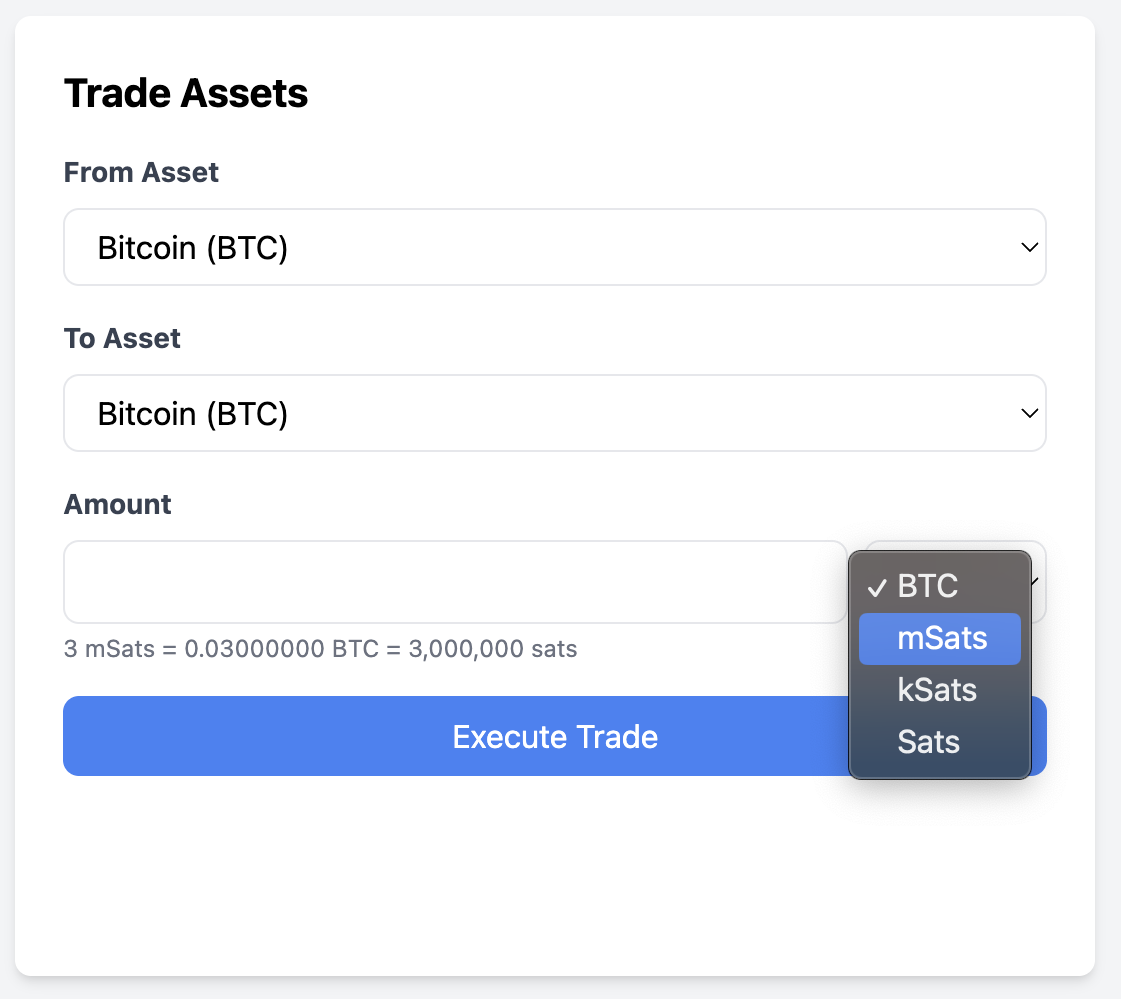 Trade Assets
From Asset
Bitcoin (BTC)
To Asset
Bitcoin (BTC)
Amount
✓ BTC
mSats
kSats
Sats
3 mSats = 0.03000000 BTC = 3,000,000 sats
Execute Trade